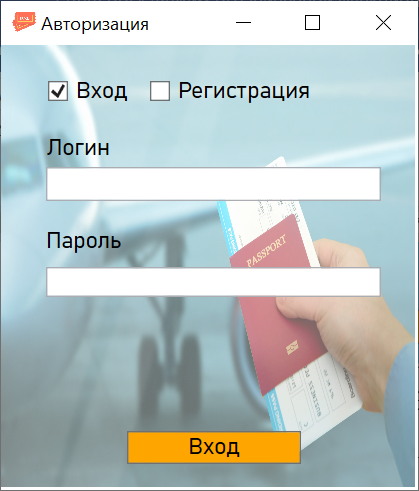 Авторизация
Вход Регистрация
Логин
Пароль
PASSPORT
Вход